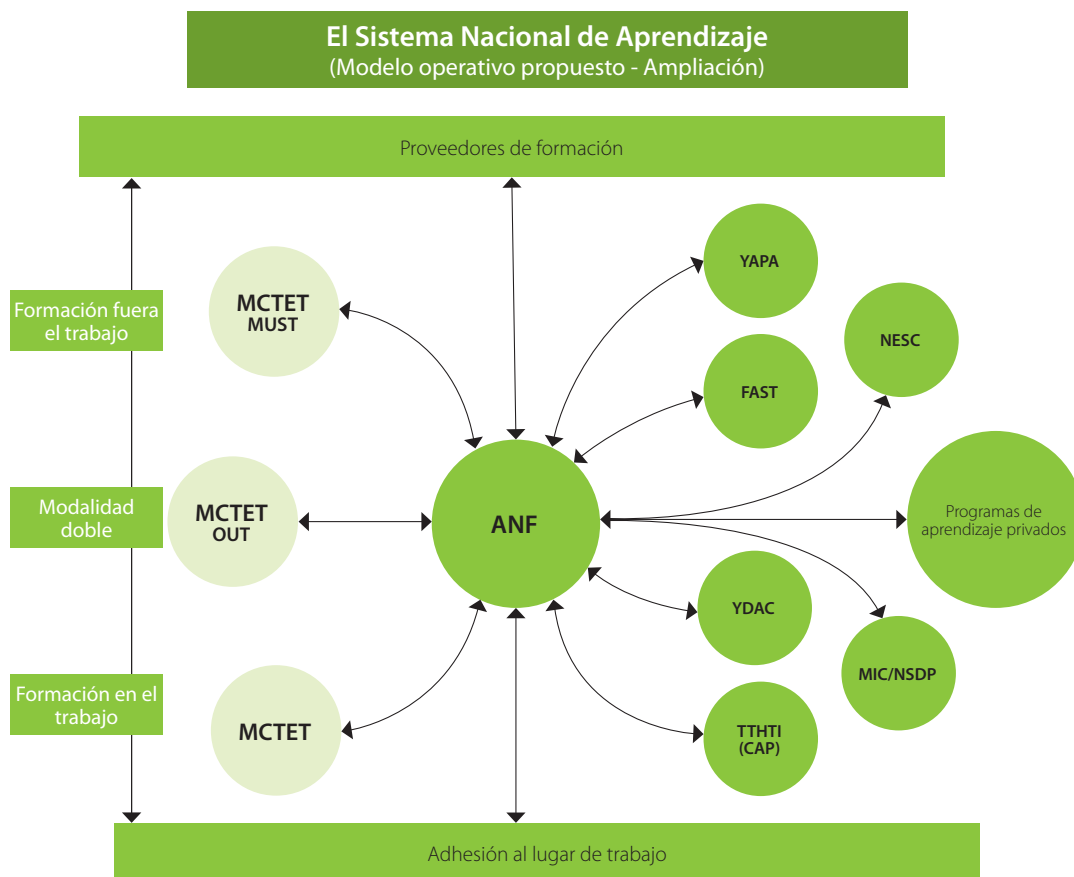 El Sistema Nacional de Aprendizaje
(Modelo operativo propuesto - Ampliación)
Proveedores de formación
Formación fuera
el trabajo
Modalidad
doble
Formación en el
trabajo
MCTET
MUST
MCTET
OUT
MCTET
ANF
YAPA
FAST
NESC
Programas de
aprendizaje privados
YDAC
MIC/NSDP
TTHTI
(CAP)
Adhesión al lugar de trabajo